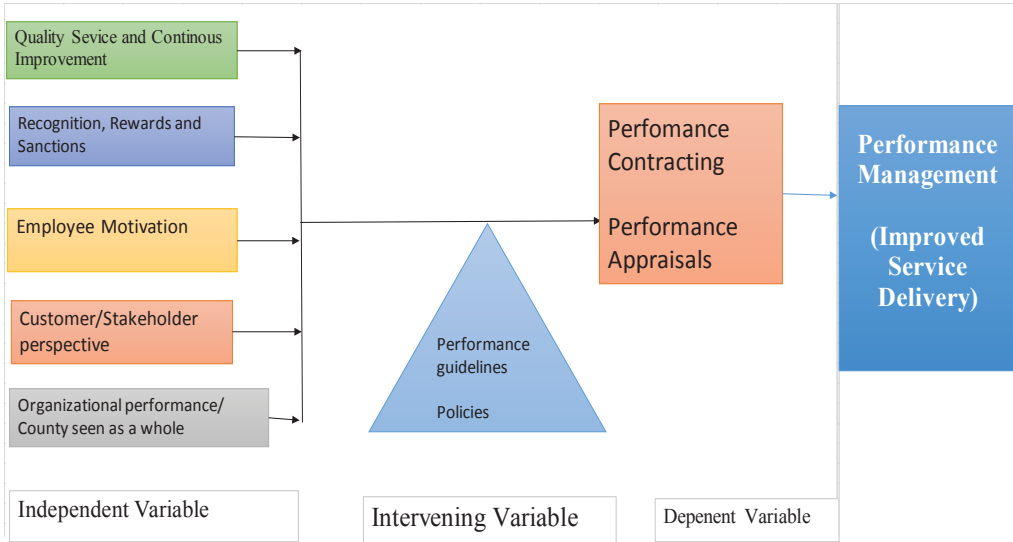 Quality Sevice and Continous
Improvement
Recognition, Rewards and
Sanctions
Employee Motivation
Customer/Stakeholder
perspective
Organizational performance/
County seen as a whole
Performance
guidelines
Policies
Perfomance
Contracting
Performance
Appraisals
Performance
Management
(Improved
Service
Delivery)
Independent Variable
Intervening Variable
Depenent Variable